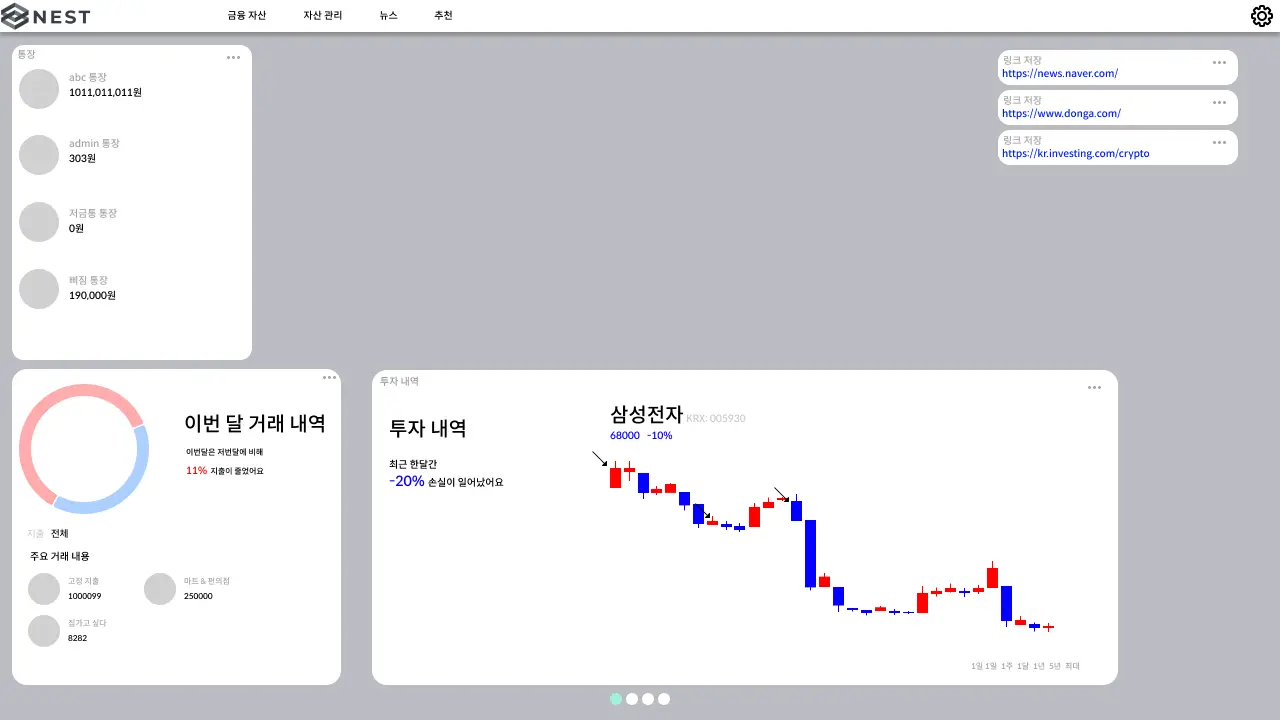 NEST
금융 자산
자산 관리
뉴스
추천
통장
abc 통장
1011,011,011원
admin 통장
303원
저금통 통장
0원
삐짐 통장
190,000원
링크 저장
https://news.naver.com/
링크 저장
https://www.donga.com/
링크 저장
https://kr.investing.com/crypto
이번 달 거래 내역
이번달은 저번달에 비해
11% 지출이 줄었어요
지출 전체
주요 거래 내용
고정 지출
1000099
마트 & 편의점
250000
집가고 싶다
8282
투자 내역
투자 내역
최근 한달간
-20% 손실이 일어났어요
삼성전자 KRX: 005930
68000 -10%
1일 1일 1주 1달 1년 5년 최대